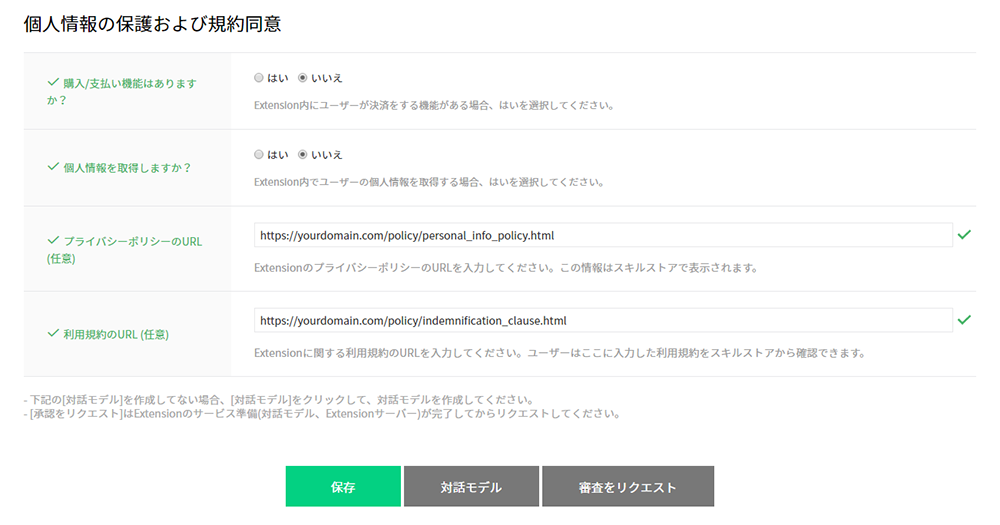 個人情報の保護および規約同意
購入/支払い機能はあります
か？
はい いいえ
Extension内にユーザーが決済をする機能がある場合、はいを選択してください。
個人情報を取得しますか？
はい いいえ
Extension内でユーザーの個人情報を取得する場合、はいを選択してください。
プライバシーポリシーのURL
(任意)
https://yourdomain.com/policy/personal_info_policy.html
ExtensionのプライバシーポリシーのURLを入力してください。この情報はスキルストアで表示されます。
利用規約のURL (任意)
https://yourdomain.com/policy/indemnification_clause.html
Extensionに関する利用規約のURLを入力してください。ユーザーはここに入力した利用規約をスキルストアから確認できます。
- 下記の[対話モデル]を作成してない場合、[対話モデル]をクリックして、対話モデルを作成してください。
- [承認をリクエスト]はExtensionのサービス準備(対話モデル、Extensionサーバー)が完了してからリクエストしてください。
保存 対話モデル 審査をリクエスト